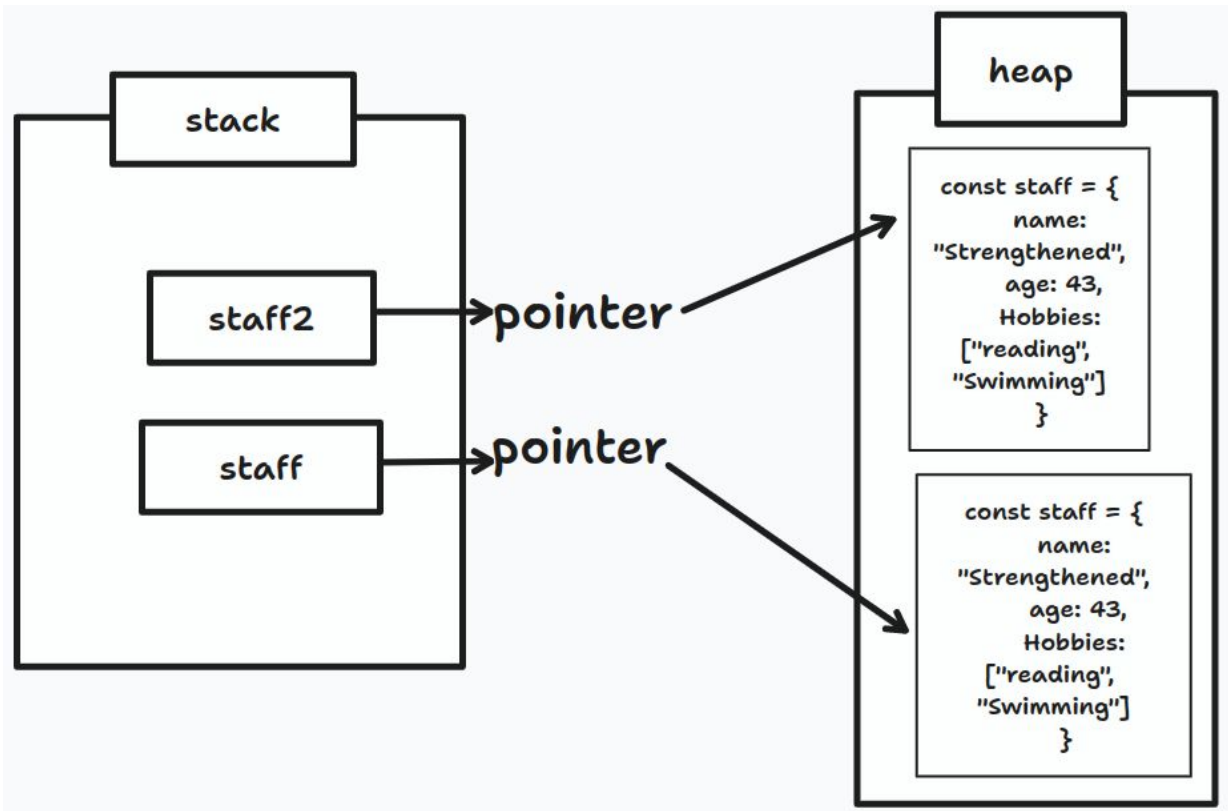 stack
staff2
staff
pointer
pointer
heap
const staff = {
name:
"Strengthened",
age: 43,
Hobbies:
["reading",
"Swimming"]
}
const staff = {
name:
"Strengthened",
age: 43,
Hobbies:
["reading",
"Swimming"]
}